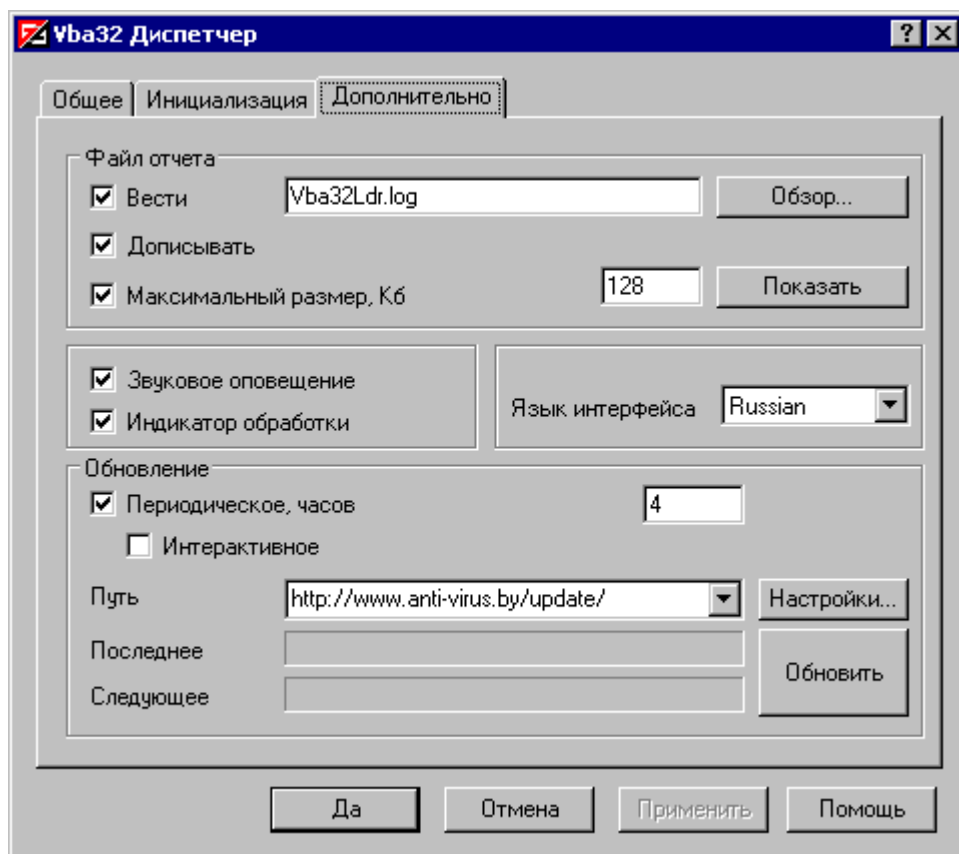 Vba32 Диспетчер
Общее Инициализация Дополнительно
Файл отчета
Вести Vba32Ldr.log Обзор...
Дописывать
Максимальный размер, Кб 128 Показать
Звуковое оповещение
Индикатор обработки
Язык интерфейса Russian
Обновление
Периодическое, часов 4
Интерактивное
Путь http://www.anti-virus.by/update/ Настройки...
Последнее
Обновить
Следующее
Да Отмена Применить Помощь